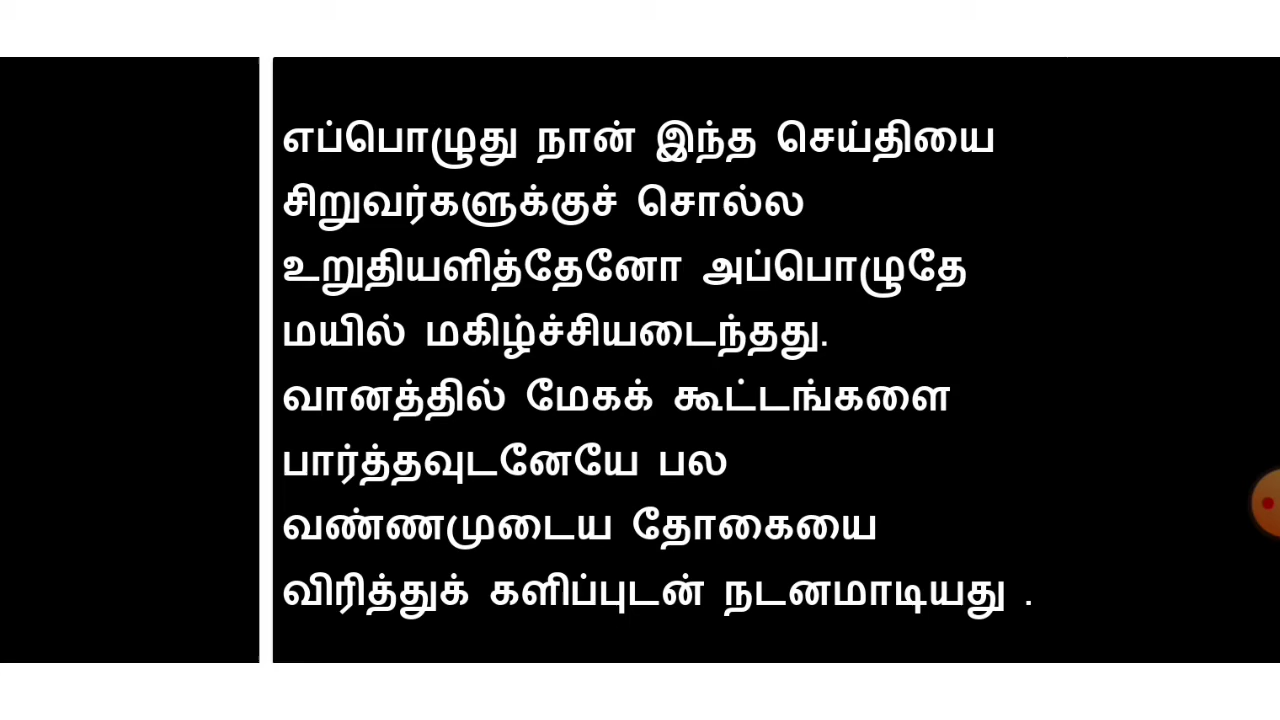 எப்பொழுது நான் இந்த செய்தியை
சிறுவர்களுக்குச் சொல்ல
உறுதியளித்தேனோ அப்பொழுதே
மயில் மகிழ்ச்சியடைந்தது.
வானத்தில் மேகக் கூட்டங்களை
பார்த்தவுடனேயே பல
வண்ணமுடைய தோகையை
விரித்துக் களிப்புடன் நடனமாடியது .